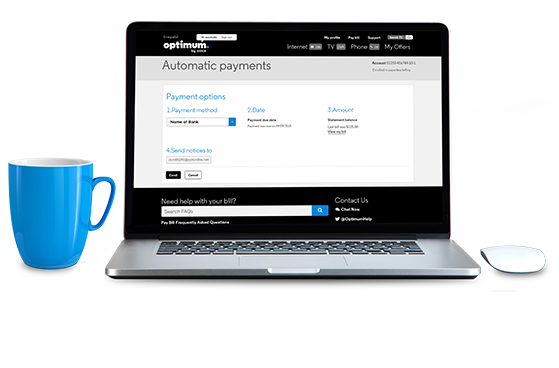 My profile Pay bill Support
optimum.
by altice
Internet TV Phone My Offers
Automatic payments
Account
Payment options
1.Payment method
2.Date
3.Amount
Name of Bank
Payment due date
Statement balance
View my bill
4.Send notices to
Enroll
Cancel
Need help with your bill?
Contact Us
Search FAQs
Chat Now
@OptimumHelp
Pay Bill Frequently Asked Questions